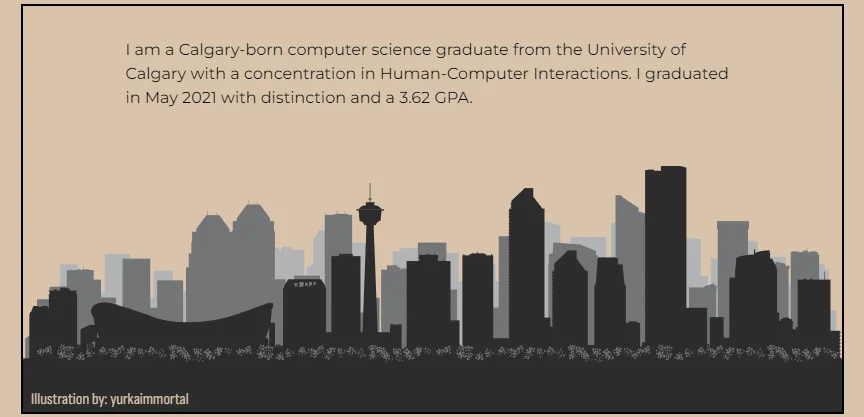 I am a Calgary-born computer science graduate from the University of
Calgary with a concentration in Human-Computer Interactions. I graduated
in May 2021 with distinction and a 3.62 GPA.
Illustration by: yurkaimmortal